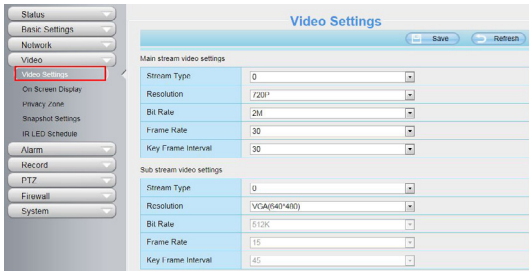 Status
Basic Settings
Network
Video
Video Settings
On Screen Display
Privacy Zone
Snapshot Settings
IR LED Schedule
Alarm
Record
PTZ
Firewall
System
Video Settings
Save Refresh
Main stream video settings
Stream Type 0
Resolution 720P
Bit Rate 2M
Frame Rate 30
Key Frame Interval 30
Sub stream video settings
Stream Type 0
Resolution VGA(640*480)
Bit Rate 512K
Frame Rate 15
Key Frame Interval 45